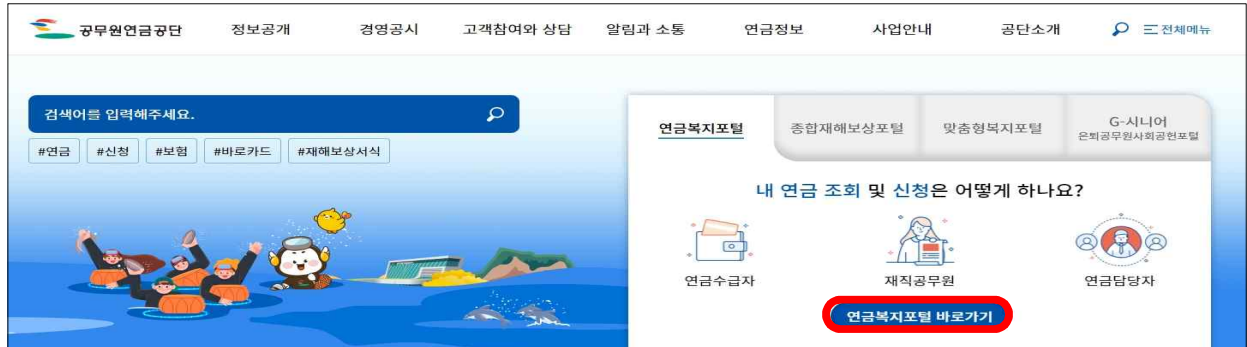 공무원연금공단 정보공개 경영공시 고객참여와 상담 알림과 소통 연금정보 사업안내 공단소개 전체메뉴
검색어를 입력해주세요.
#연금 #신청 #보험 #바로카드 #재해보상서식
연금복지포털 종합재해보상포털 맞춤형복지포털 G-시니어
은퇴공무원사회공헌포털
내 연금 조회 및 신청은 어떻게 하나요?
연금수급자 재직공무원 연금담당자
연금복지포털 바로가기